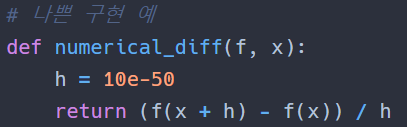 # 나쁜 구현 예
def numerical_diff(f, x):
    h = 10e-50
    return (f(x + h) - f(x)) / h